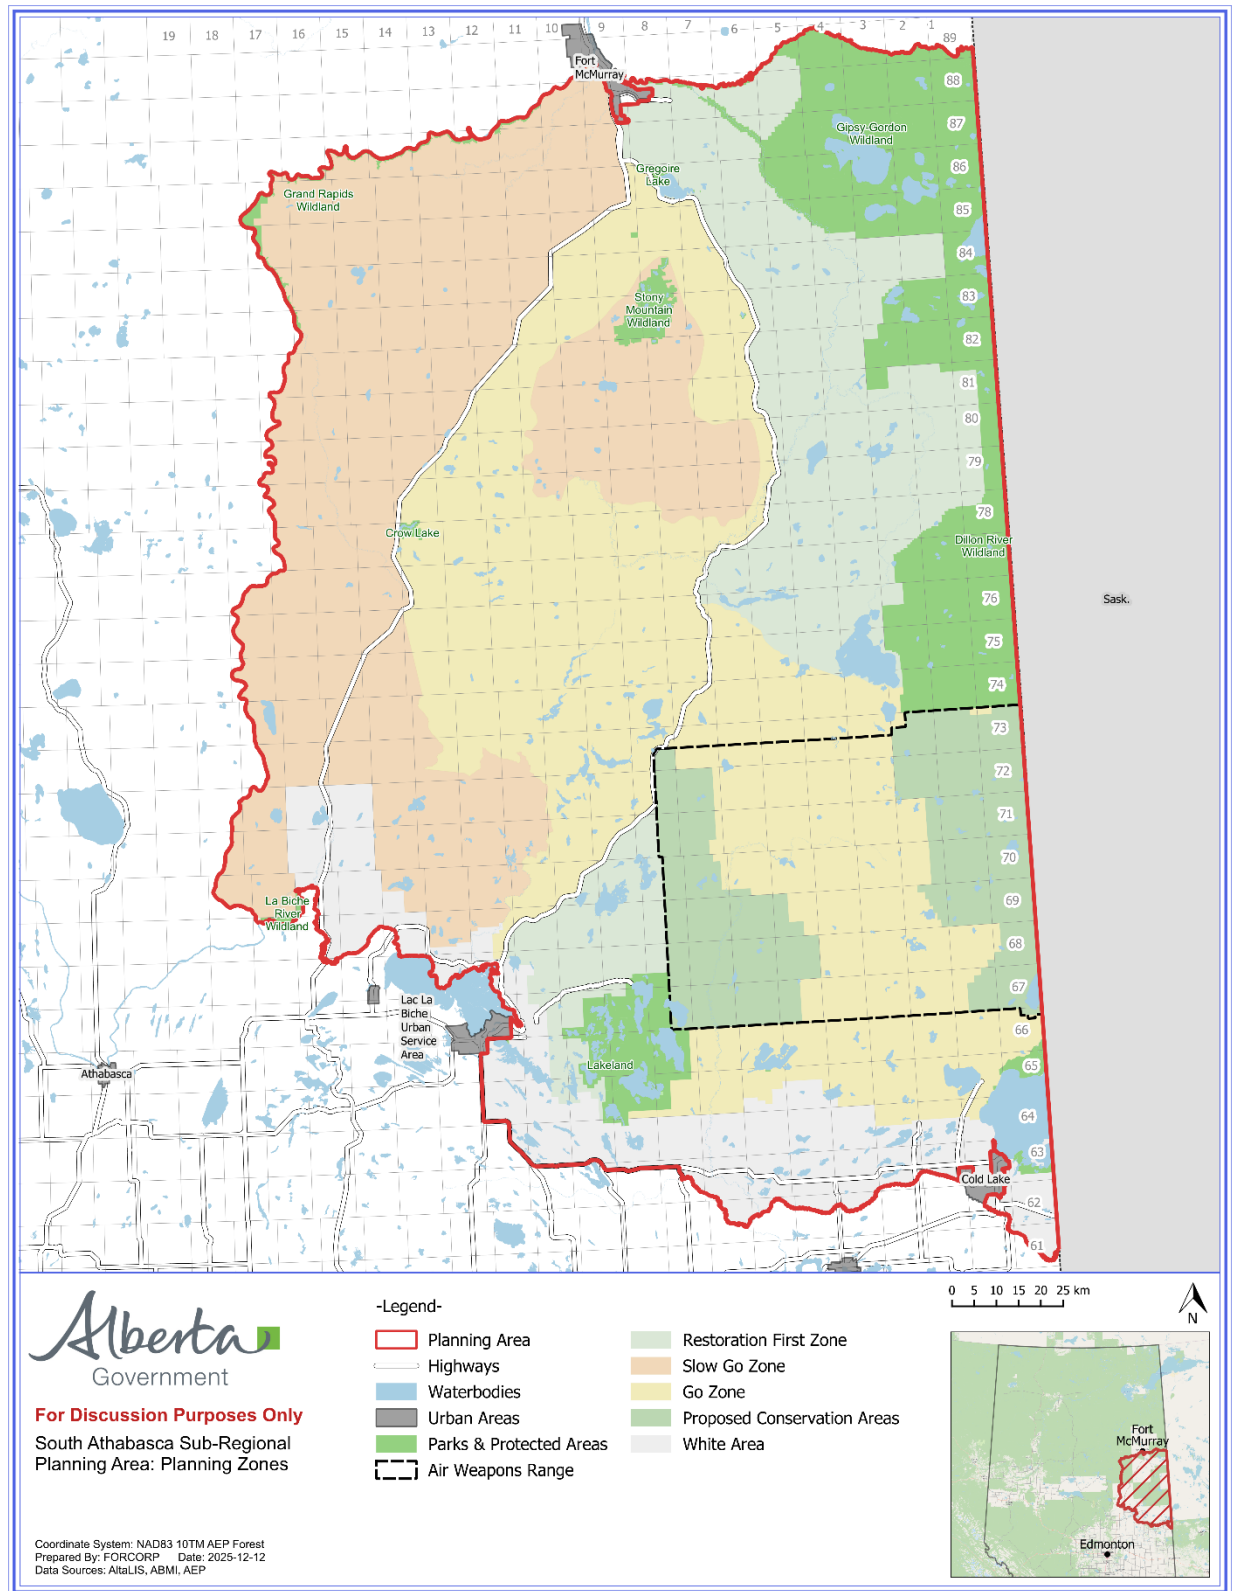 19 18 17 16 15 14 13 12 11 10 9 8 7 6 5 4 3 2 1
89
Fort
McMurray
88
87
Gipsy-Gordon
Wildland
86
Gregoire
Lake
Grand Rapids
Wildland
85
84
83
Stony
Mountain
Wildland
82
81
80
79
78
Crow Lake
Dillon River
Wildland
76
Sask.
75
74
73
72
71
70
69
La Biche
River
Wildland
68
67
Lac La
Biche
Urban
Service
Area
66
65
Lakeland
Athabasca
64
63
Cold Lake
62
61
Alberta
Government
For Discussion Purposes Only
South Athabasca Sub-Regional
Planning Area: Planning Zones
Coordinate System: NAD83 10TM AEP Forest
Prepared By: FORCORP Date: 2025-12-12
Data Sources: AltaLIS, ABMI, AEP
-Legend-
Planning Area
Highways
Waterbodies
Urban Areas
Parks & Protected Areas
Air Weapons Range
Restoration First Zone
Slow Go Zone
Go Zone
Proposed Conservation Areas
White Area
0 5 10 15 20 25 km
N
Fort
McMurray
Edmonton